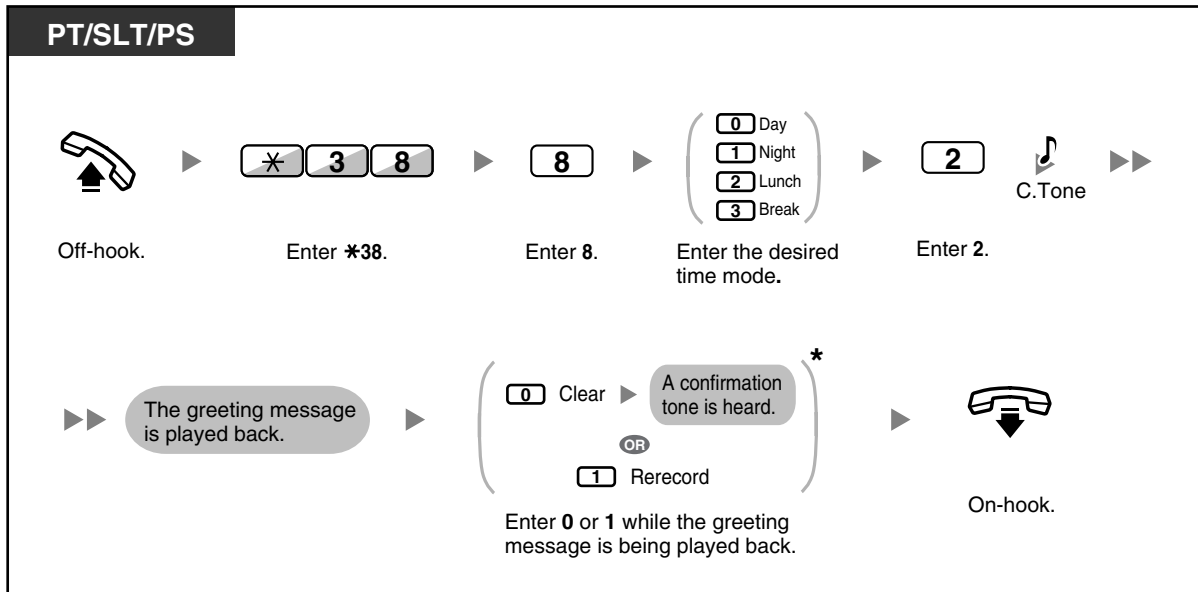 PT/SLT/PS
0 Day
1 Night
2 Lunch
3 Break
✳ 3 8
8
2
C.Tone
Off-hook.
Enter ✳38.
Enter 8.
Enter the desired
time mode.
Enter 2.
The greeting message
is played back.
0 Clear
A confirmation
tone is heard.
*
OR
1 Rerecord
Enter 0 or 1 while the greeting
message is being played back.
On-hook.